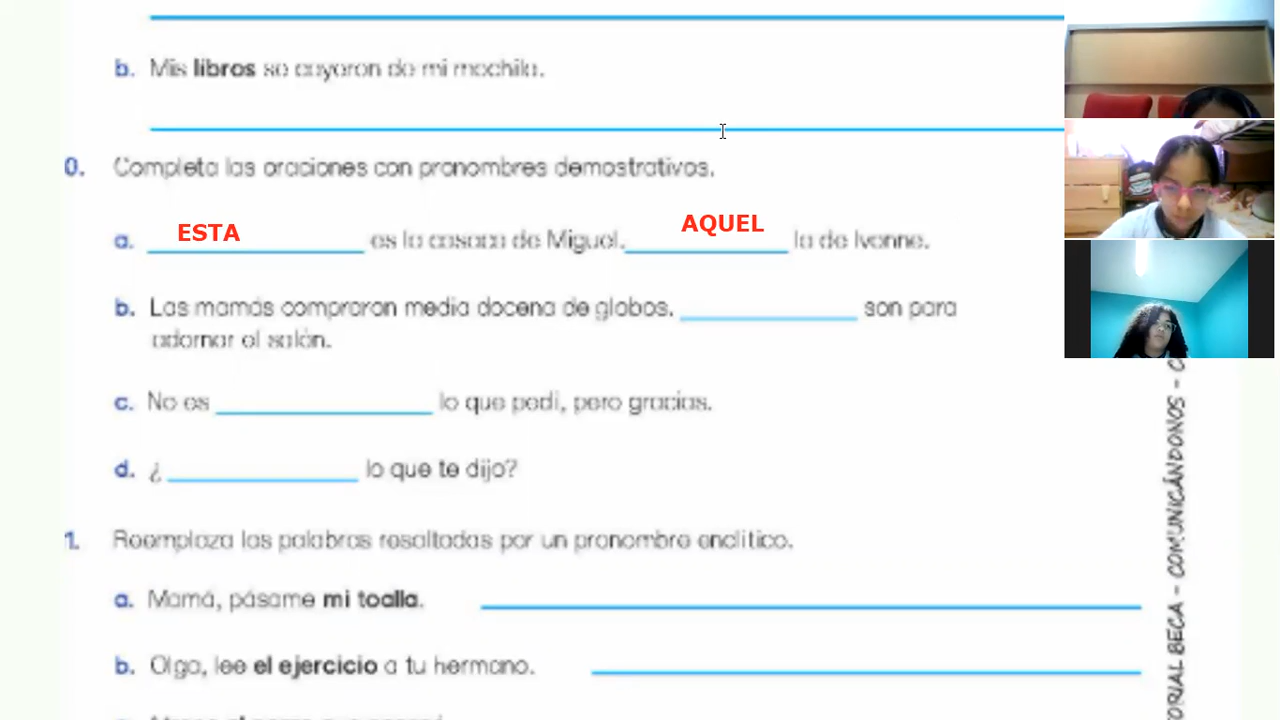 b. Mis libros se cayeron de mi mochila.
0. Completa las oraciones con pronombres demostrativos.
a. ESTA es la casaca de Miguel. AQUEL la de Ivonne.
b. Las mamás compraron media docena de globos. son para
adornar el salón.
c. No es lo que pedí, pero gracias.
d. ¿ lo que te dijo?
1. Reemplaza las palabras resaltadas por un pronombre enclítico.
a. Mamá, pásame mi toalla.
b. Olga, lee el ejercicio a tu hermano.
TORIAL BECA - COMUNICÁNDONOS - C